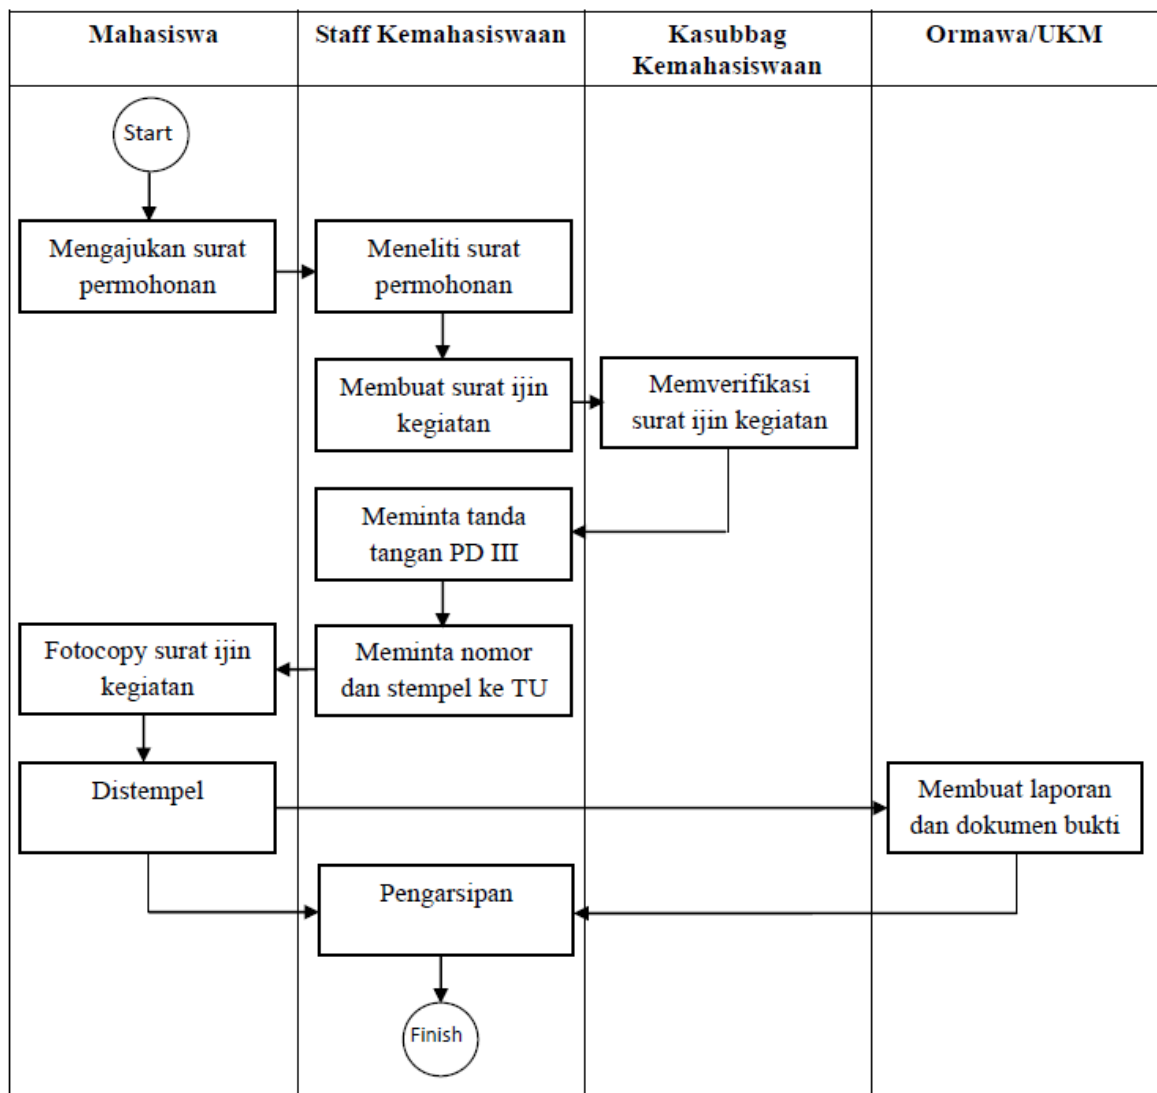 Mahasiswa
Staff Kemahasiswaan
Kasubbag
Kemahasiswaan
Ormawa/UKM
Start
Mengajukan surat
permohonan
Meneliti surat
permohonan
Membuat surat ijin
kegiatan
Memverifikasi
surat ijin kegiatan
Meminta tanda
tangan PD III
Meminta nomor
dan stempel ke TU
Fotocopy surat ijin
kegiatan
Distempel
Membuat laporan
dan dokumen bukti
Pengarsipan
Finish